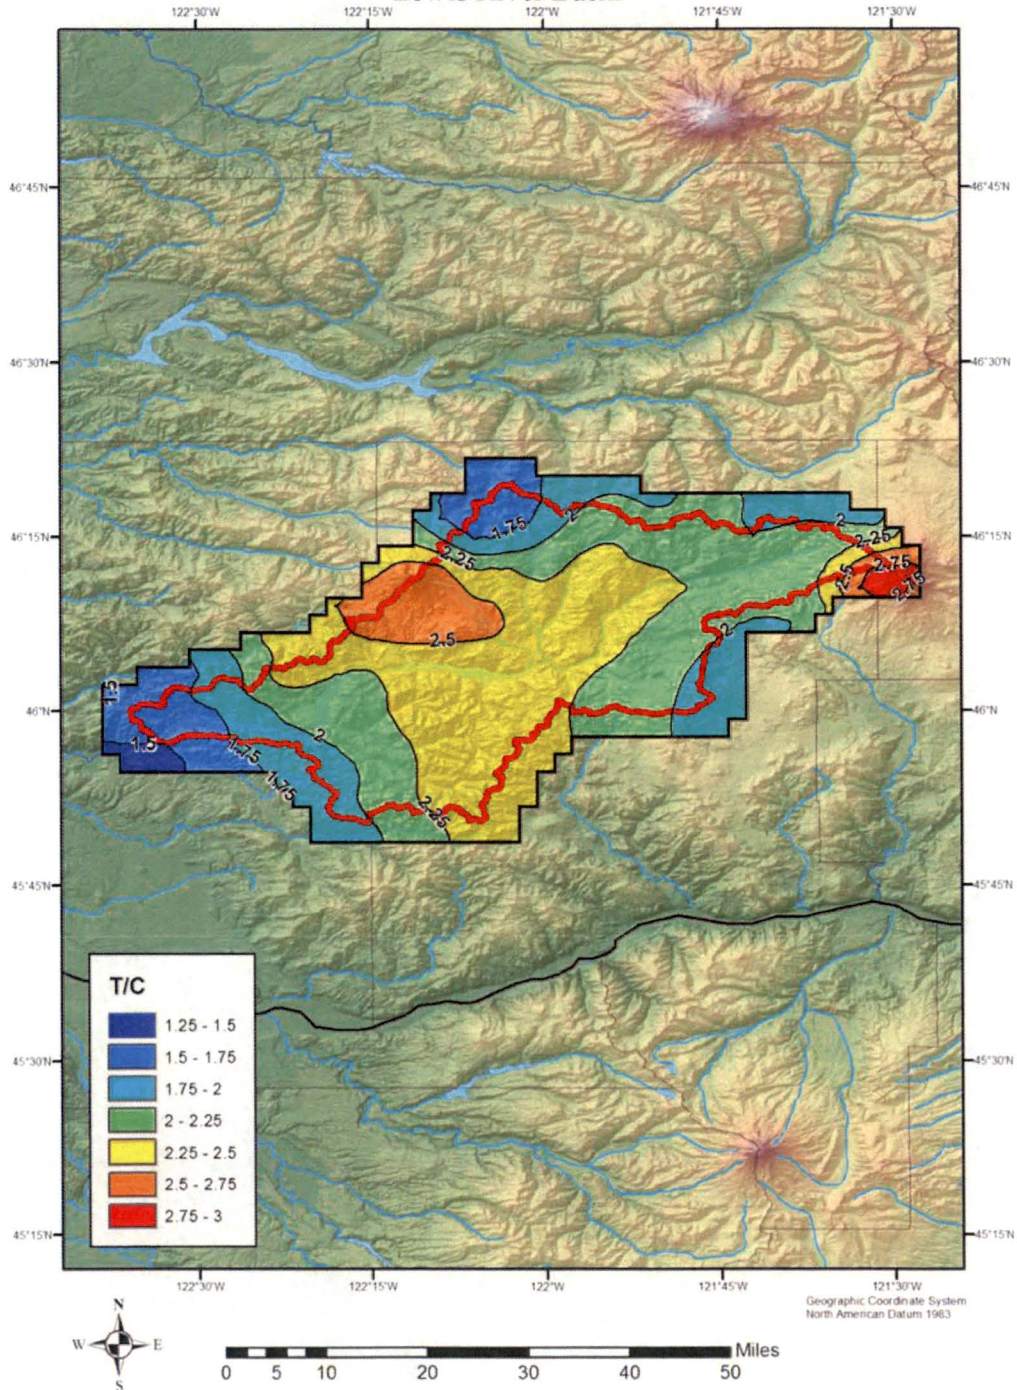 122°30'W 122°15'W 122°W 121°45'W 121°30'W
46°45'N 46°45'N
46°30'N 46°30'N
1.75 2 2
46°15'N 2.25 2.25 46°15'N
2.5 2.75
2.75
2.5 2
1.5 46°N 46°N
1.5 1.75 2
1.75
2.25
45°45'N 45°45'N
T/C
1.25 - 1.5
1.5 - 1.75
45°30'N 45°30'N
1.75 - 2
2 - 2.25
2.25 - 2.5
2.5 - 2.75
2.75 - 3
45°15'N 45°15'N
122°30'W 122°15'W 122°W 121°45'W 121°30'W
Geographic Coordinate System
North American Datum 1983
N
W E
S
Miles
0 5 10 20 30 40 50